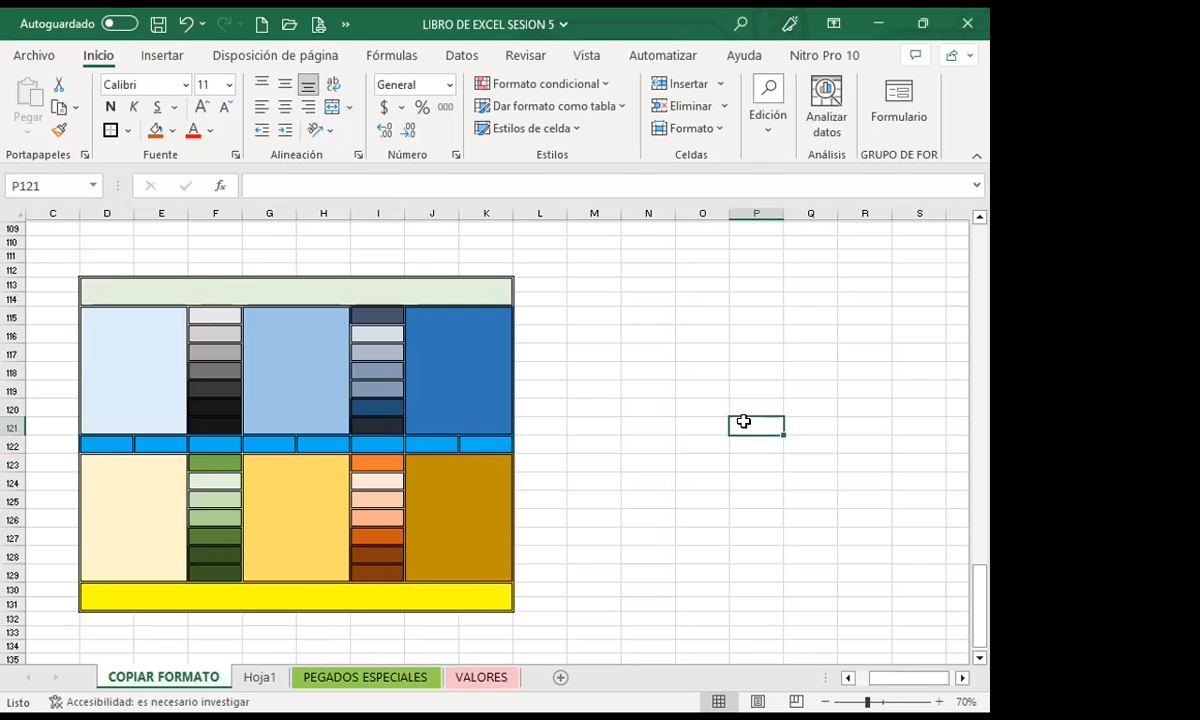 Autoguardado
LIBRO DE EXCEL SESION 5
Archivo Inicio Insertar Disposición de página Fórmulas Datos Revisar Vista Automatizar Ayuda Nitro Pro 10
Pegar
Calibri 11
N K S A A
A
General
$ % 000
Formato condicional
Dar formato como tabla
Estilos de celda
Insertar
Eliminar
Formato
Edición
Analizar datos
Formulario
Portapapeles Fuente Alineación Número Estilos Celdas Análisis GRUPO DE FOR
P121 fx
C D E F G H I J K L M N O P Q R S
109
110
111
112
113
114
115
116
117
118
119
120
121
122
123
124
125
126
127
128
129
130
131
132
133
134
135
COPIAR FORMATO Hoja1 PEGADOS ESPECIALES VALORES
Listo Accesibilidad: es necesario investigar 70%